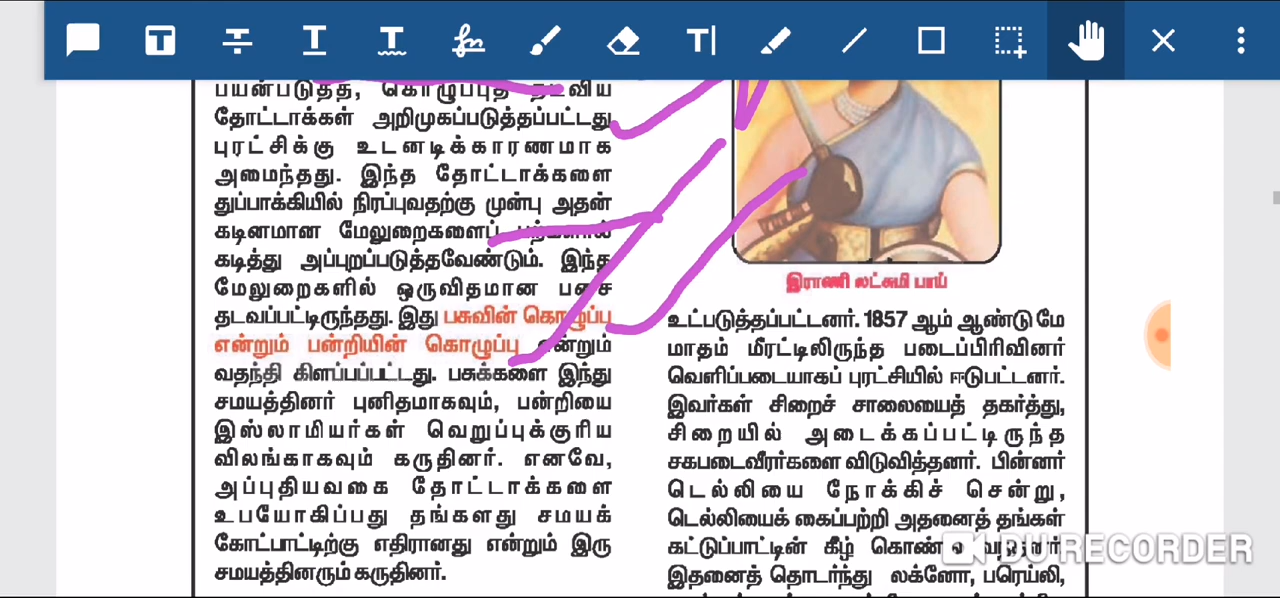 பயன்படுத்த, கொழுப்புத் தடவிய
தோட்டாக்கள் அறிமுகப்படுத்தப்பட்டது
புரட்சிக்கு உடனடிக்காரணமாக
அமைந்தது. இந்த தோட்டாக்களை
துப்பாக்கியில் நிரப்புவதற்கு முன்பு அதன்
கடினமான மேலுறைகளைப் பற்களால்
கடித்து அப்புறப்படுத்தவேண்டும். இந்த
மேலுறைகளில் ஒருவிதமான பசை
தடவப்பட்டிருந்தது. இது பசுவின் கொழுப்பு
என்றும் பன்றியின் கொழுப்பு என்றும்
வதந்தி கிளப்பப்பட்டது. பசுக்களை இந்து
சமயத்தினர் புனிதமாகவும், பன்றியை
இஸ்லாமியர்கள் வெறுப்புக்குரிய
விலங்காகவும் கருதினர். எனவே,
அப்புதியவகை தோட்டாக்களை
உபயோகிப்பது தங்களது சமயக்
கோட்பாட்டிற்கு எதிரானது என்றும் இரு
சமயத்தினரும் கருதினர்.
இராணி லட்சுமி பாய்
உட்படுத்தப்பட்டனர். 1857 ஆம் ஆண்டு மே
மாதம் மீரட்டிலிருந்த படைப்பிரிவினர்
வெளிப்படையாகப் புரட்சியில் ஈடுபட்டனர்.
இவர்கள் சிறைச் சாலையைத் தகர்த்து,
சிறையில் அடைக்கப்பட்டிருந்த
சகபடைவீரர்களை விடுவித்தனர். பின்னர்
டெல்லியை நோக்கிச் சென்று,
டெல்லியைக் கைப்பற்றி அதனைத் தங்கள்
கட்டுப்பாட்டின் கீழ்
இதனைத் தொடர்ந்து லக்னோ, பரெய்லி,
DU RECORDER